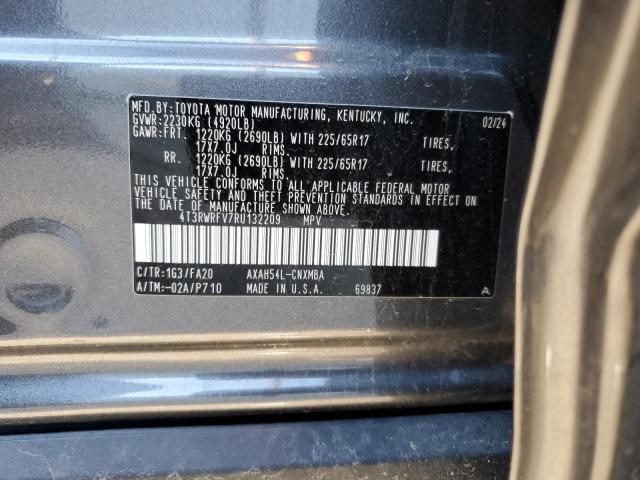 MFD.BY:TOYOTA MOTOR MANUFACTURING, KENTUCKY, INC. 02/24
GVWR:2230KG (4920LB)
GAWR:FRT. 1220KG (2690LB) WITH 225/65R17 TIRES,
17X7.0J RIMS.
RR. 1220KG (2690LB) WITH 225/65R17 TIRES,
17X7.0J RIMS.
THIS VEHICLE CONFORMS TO ALL APPLICABLE FEDERAL MOTOR
VEHICLE SAFETY AND THEFT PREVENTION STANDARDS IN EFFECT ON
THE DATE OF MANUFACTURE SHOWN ABOVE.
4T3RWRFV7RU132209 MPV
C/TR:1G3/FA20 AXAH54L-CNXMBA
A/TM:-02A/P710 MADE IN U.S.A. 69837 A